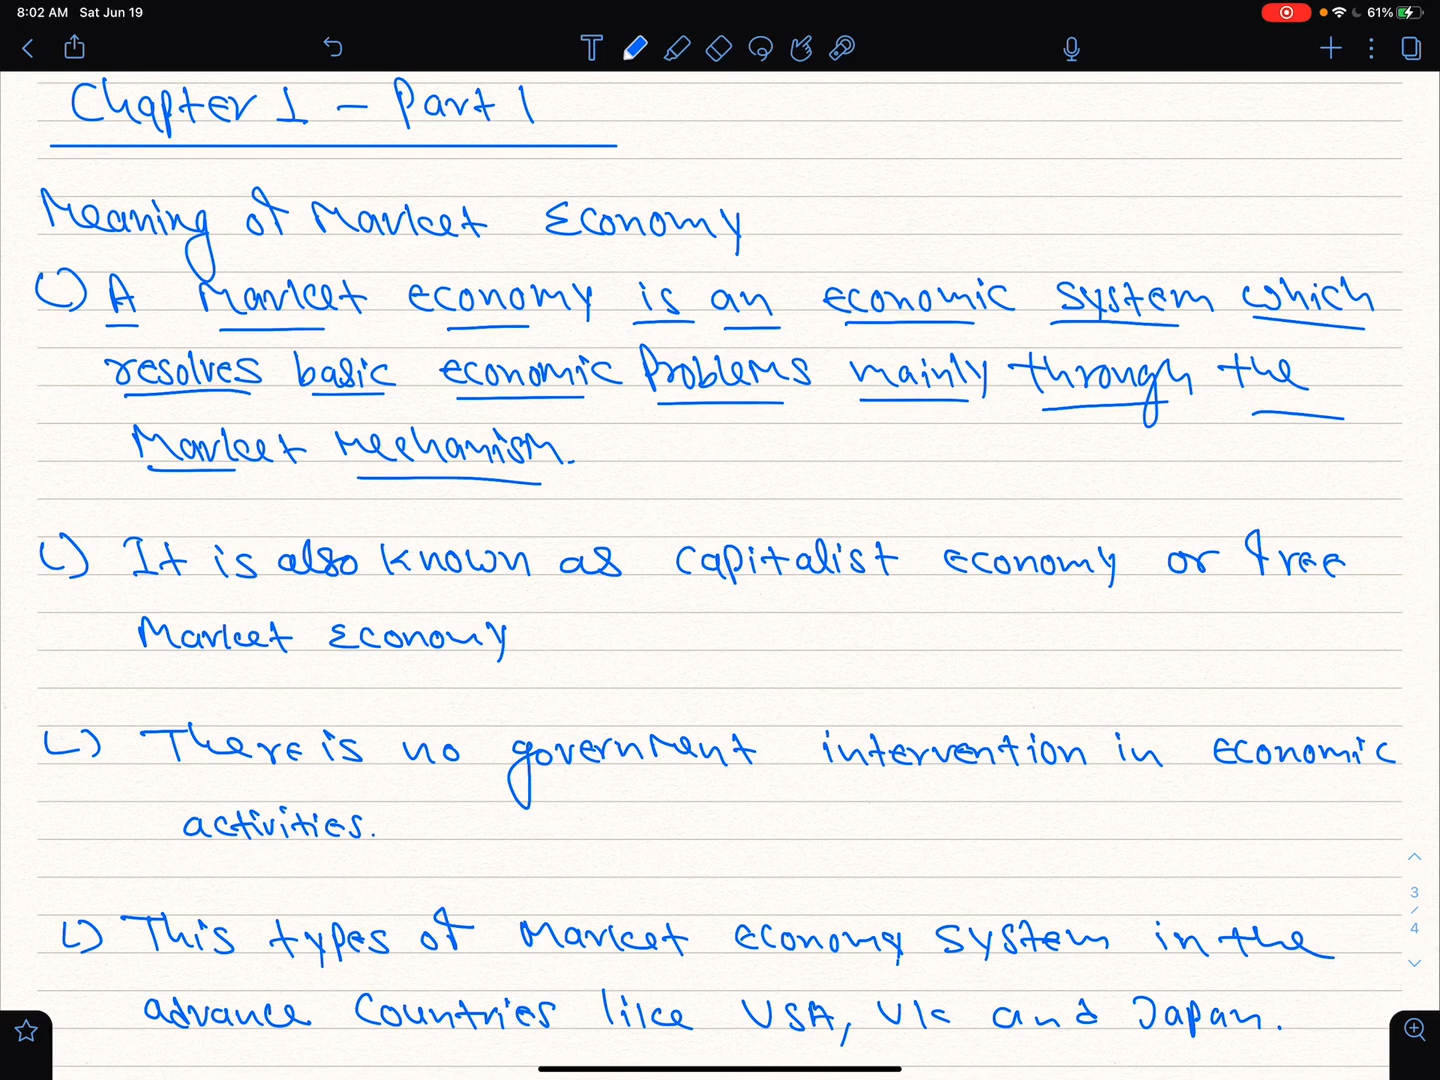 8:02 AM Sat Jun 19 61%
T
Chapter 1 - Part 1
Meaning of Market Economy
A Market economy is an economic system which
resolves basic economic Problems mainly through the
Market Mechanism.
It is also known as capitalist economy or free
Market Economy
There is no government intervention in economic
activities.
This types of Market economy system in the
advance Countries like USA, UK and Japan.
3
/
4